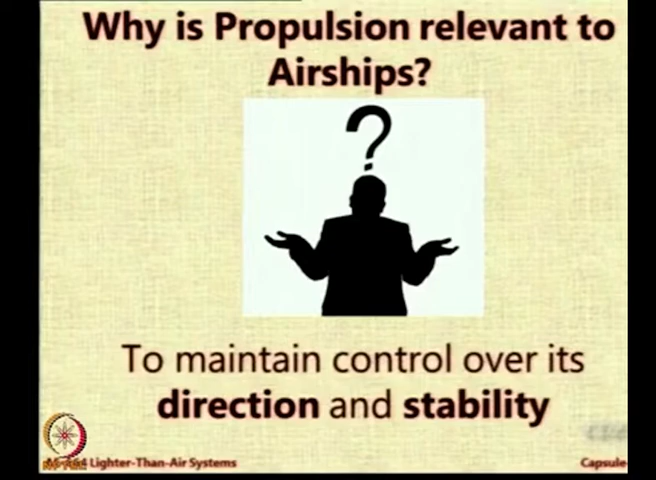 Why is Propulsion relevant to
Airships?
?
To maintain control over its
direction and stability
Lighter-Than-Air Systems
Capsule